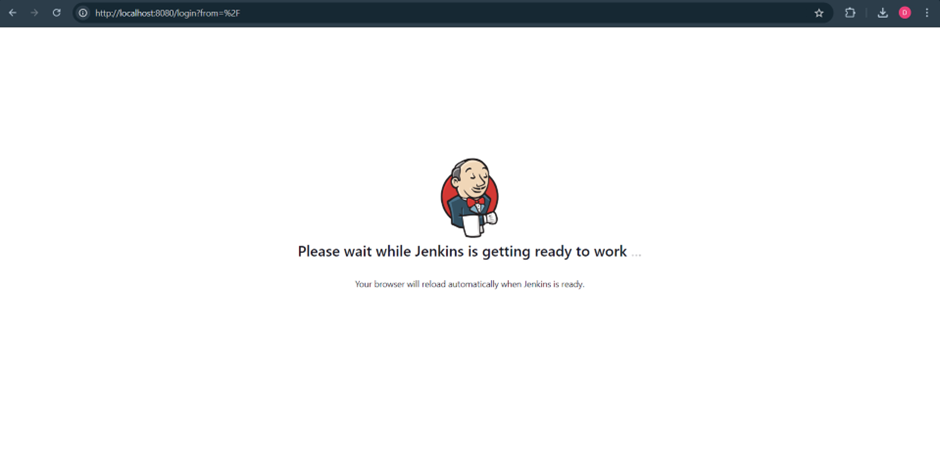 http://localhost:8080/login?from=%2F
D
Please wait while Jenkins is getting ready to work ...
Your browser will reload automatically when Jenkins is ready.